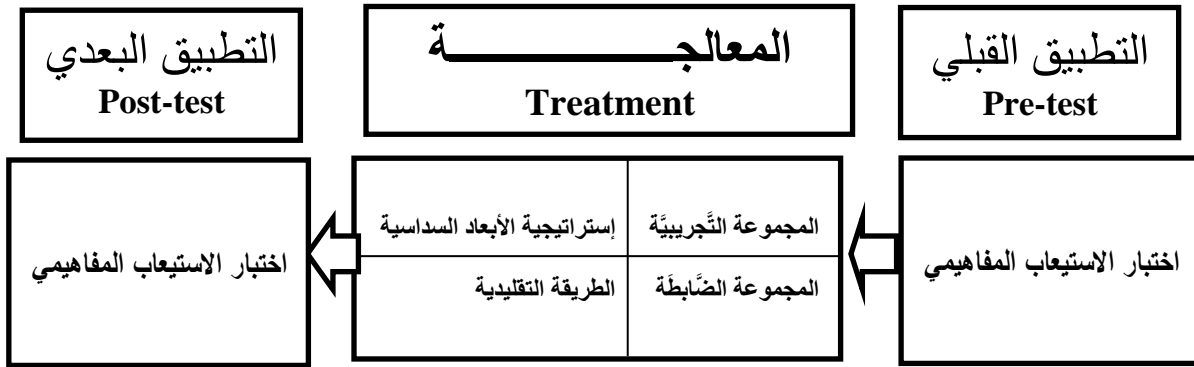 التطبيق القبلي
Pre-test
المعالجـــــــــــــــة
Treatment
التطبيق البعدي
Post-test
اختبار الاستيعاب المفاهيمي
المجموعة التَّجريبيَّة
إستراتيجية الأبعاد السداسية
المجموعة الضَّابطَة
الطريقة التقليدية
اختبار الاستيعاب المفاهيمي